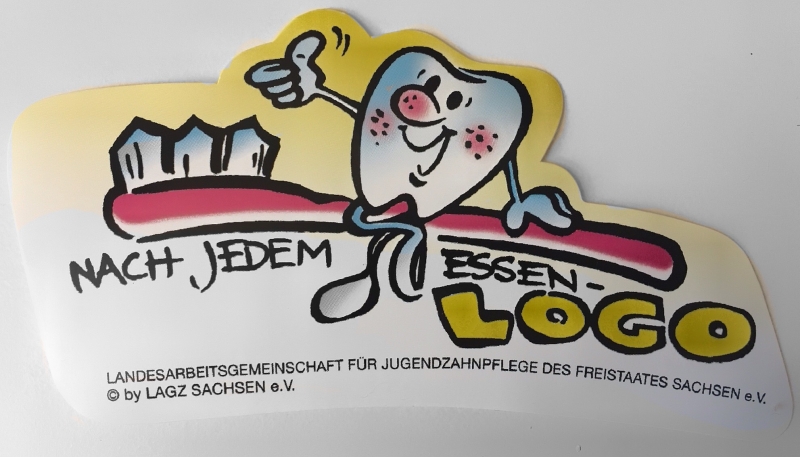 NACH JEDEM ESSEN-
LOGO
LANDESARBEITSGEMEINSCHAFT FÜR JUGENDZAHNPFLEGE DES FREISTAATES SACHSEN e.V.
© by LAGZ SACHSEN e.V.